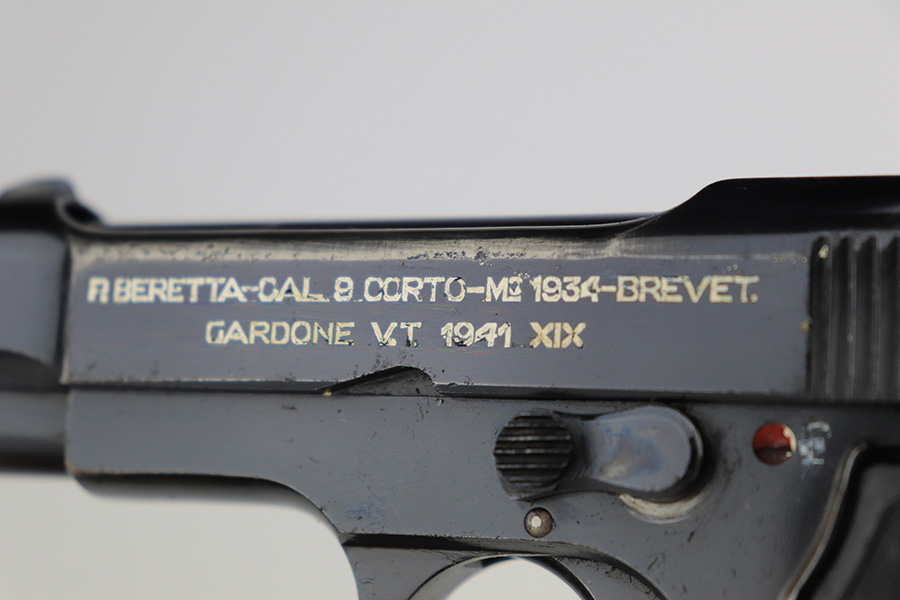 P. BERETTA-CAL. 9 CORTO-Mo 1934-BREVET.
GARDONE V.T. 1941 XIX